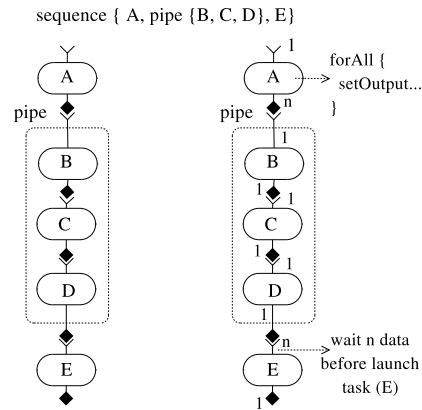 sequence { A, pipe {B, C, D}, E}
A
pipe
B
C
D
E
1
A
n
forAll {
setOutput...
}
pipe
1
B
1
1
C
1
1
D
1
n
E
1
wait n data
before launch
task (E)